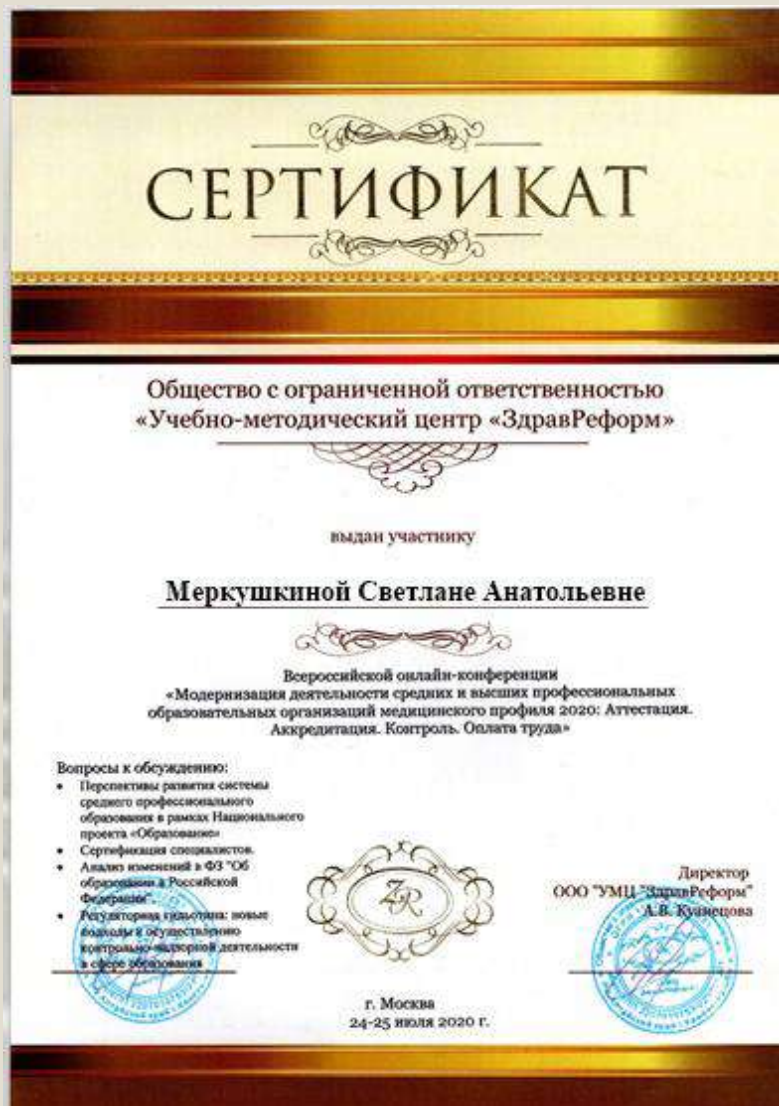 СЕРТИФИКАТ
Общество с ограниченной ответственностью
«Учебно-методический центр «ЗдравРеформ»
выдан участнику
Меркушкиной Светлане Анатольевне
Всероссийской онлайн-конференции
«Модернизация деятельности средних и высших профессиональных
образовательных организаций медицинского профиля 2020: Аттестация.
Аккредитация. Контроль. Оплата труда»
Вопросы к обсуждению:
• Перспективы развития системы
среднего профессионального
образования в рамках Национального
проекта «Образование»
• Сертификация специалистов.
• Анализ изменений в ФЗ "Об
образовании в Российской
Федерации".
• Регуляторная гильотина: новые
подходы к осуществлению
контрольно-надзорной деятельности
в сфере образования
ZR
Директор
ООО "УМЦ "ЗдравРеформ"
А.В. Кузнецова
г. Москва
24-25 июля 2020 г.